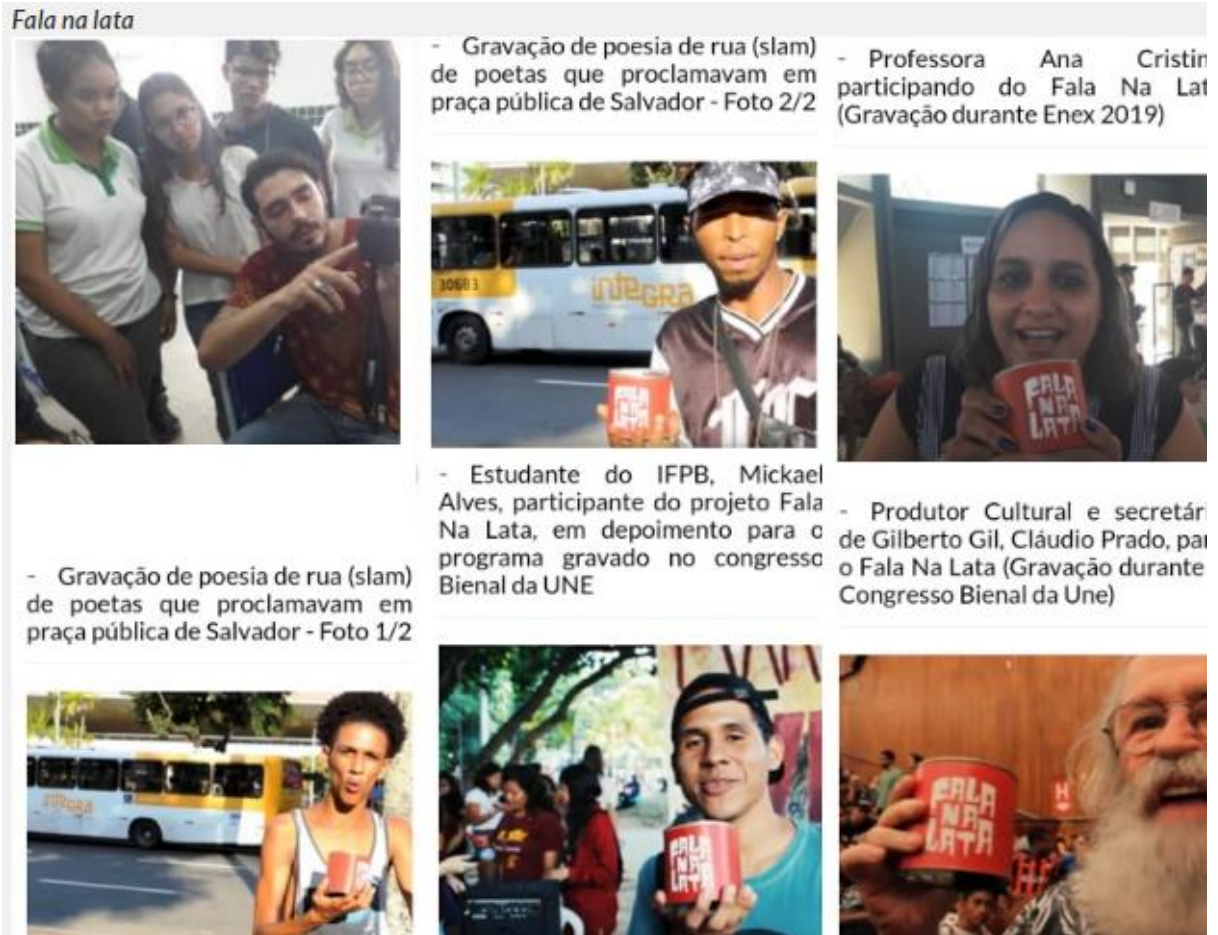 Fala na lata
- Gravação de poesia de rua (slam)
de poetas que proclamavam em
praça pública de Salvador - Foto 1/2
INTEGRA
- Gravação de poesia de rua (slam)
de poetas que proclamavam em
praça pública de Salvador - Foto 2/2
30683
INTEGRA
FALA
NA
LATA
- Estudante do IFPB, Mickael
Alves, participante do projeto Fala
Na Lata, em depoimento para o
programa gravado no congresso
Bienal da UNE
FALA
NA
LATA
- Professora Ana Cristin
participando do Fala Na Lat
(Gravação durante Enex 2019)
FALA
NA
LATA
- Produtor Cultural e secretári
de Gilberto Gil, Cláudio Prado, par
o Fala Na Lata (Gravação durante
Congresso Bienal da Une)
FALA
NA
LATA
H